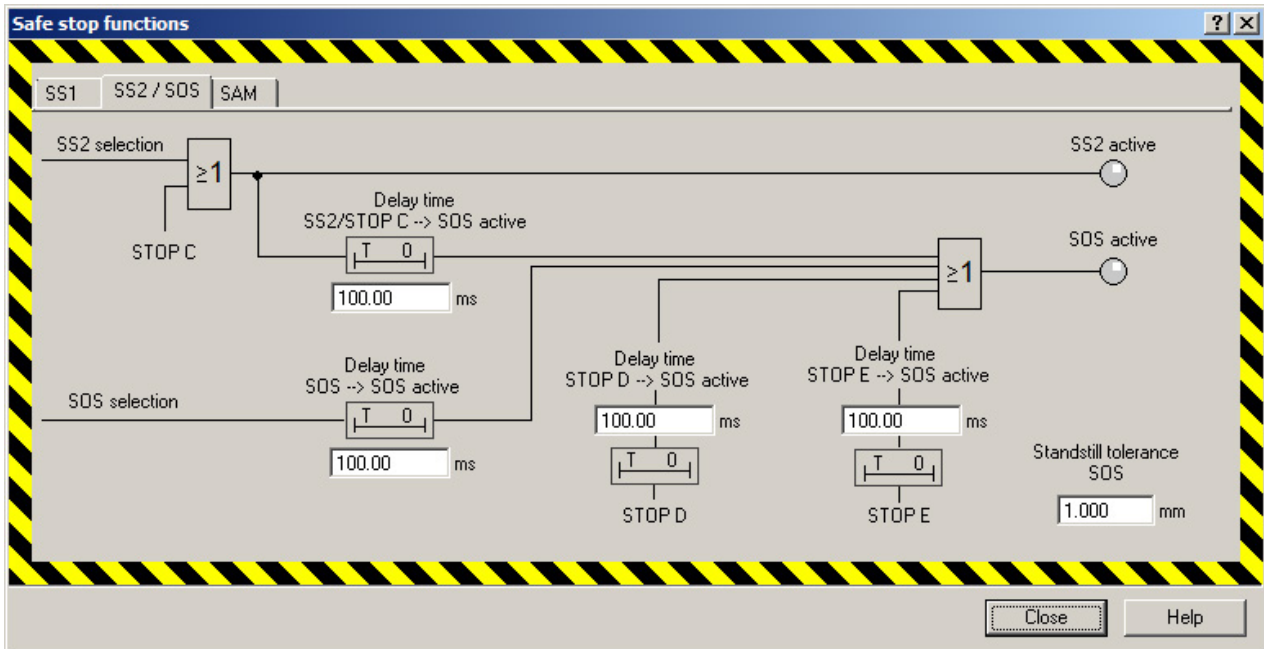 Safe stop functions
SS1
SS2 / SOS
SAM
SS2 selection
≥1
STOP C
SS2 active
Delay time
SS2/STOP C --> SOS active
T 0
100.00 ms
SOS active
≥1
Delay time
SOS --> SOS active
SOS selection
T 0
100.00 ms
Delay time
STOP D --> SOS active
100.00 ms
T 0
STOP D
Delay time
STOP E --> SOS active
100.00 ms
T 0
STOP E
Standstill tolerance
SOS
1.000 mm
Close
Help